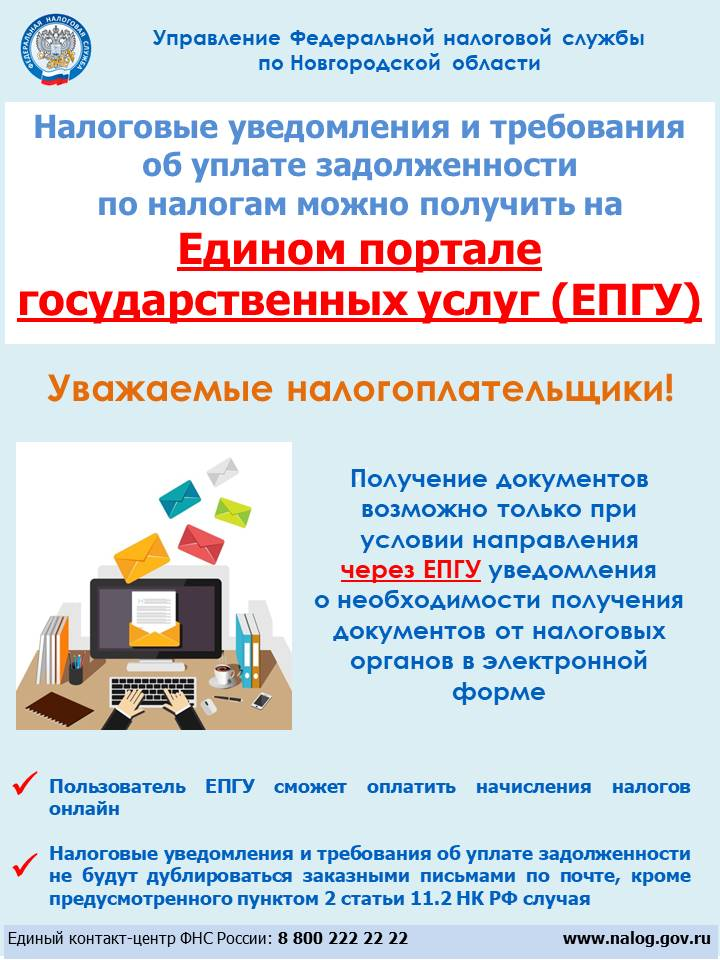 ФЕДЕРАЛЬНАЯ НАЛОГОВАЯ СЛУЖБА
Управление Федеральной налоговой службы
по Новгородской области
Налоговые уведомления и требования
об уплате задолженности
по налогам можно получить на
Едином портале
государственных услуг (ЕПГУ)
Уважаемые налогоплательщики!
Получение документов
возможно только при
условии направления
через ЕПГУ уведомления
о необходимости получения
документов от налоговых
органов в электронной
форме
Пользователь ЕПГУ сможет оплатить начисления налогов
онлайн
Налоговые уведомления и требования об уплате задолженности
не будут дублироваться заказными письмами по почте, кроме
предусмотренного пунктом 2 статьи 11.2 НК РФ случая
Единый контакт-центр ФНС России: 8 800 222 22 22
www.nalog.gov.ru